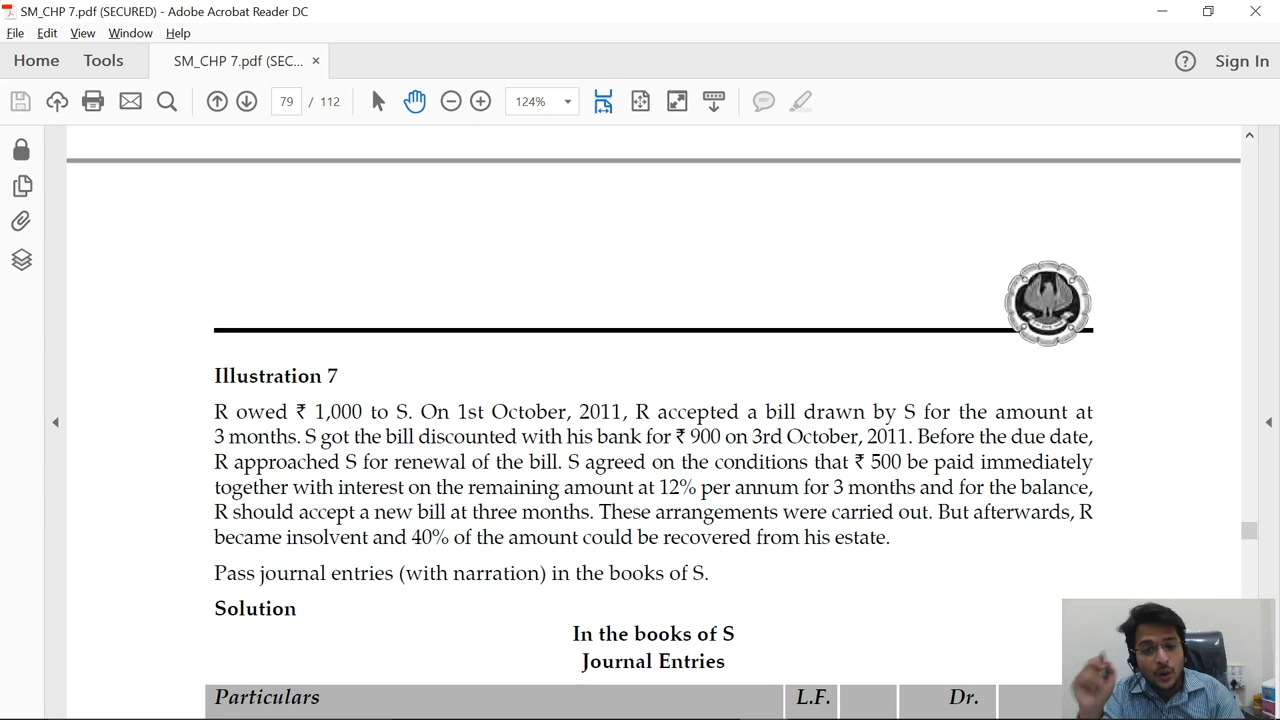 SM_CHP 7.pdf (SECURED) - Adobe Acrobat Reader DC
File Edit View Window Help
Home Tools SM_CHP 7.pdf (SEC... × ? Sign In
79 / 112 124%
Illustration 7
R owed ₹ 1,000 to S. On 1st October, 2011, R accepted a bill drawn by S for the amount at
3 months. S got the bill discounted with his bank for ₹ 900 on 3rd October, 2011. Before the due date,
R approached S for renewal of the bill. S agreed on the conditions that ₹ 500 be paid immediately
together with interest on the remaining amount at 12% per annum for 3 months and for the balance,
R should accept a new bill at three months. These arrangements were carried out. But afterwards, R
became insolvent and 40% of the amount could be recovered from his estate.
Pass journal entries (with narration) in the books of S.
Solution
In the books of S
Journal Entries
Particulars L.F. Dr.